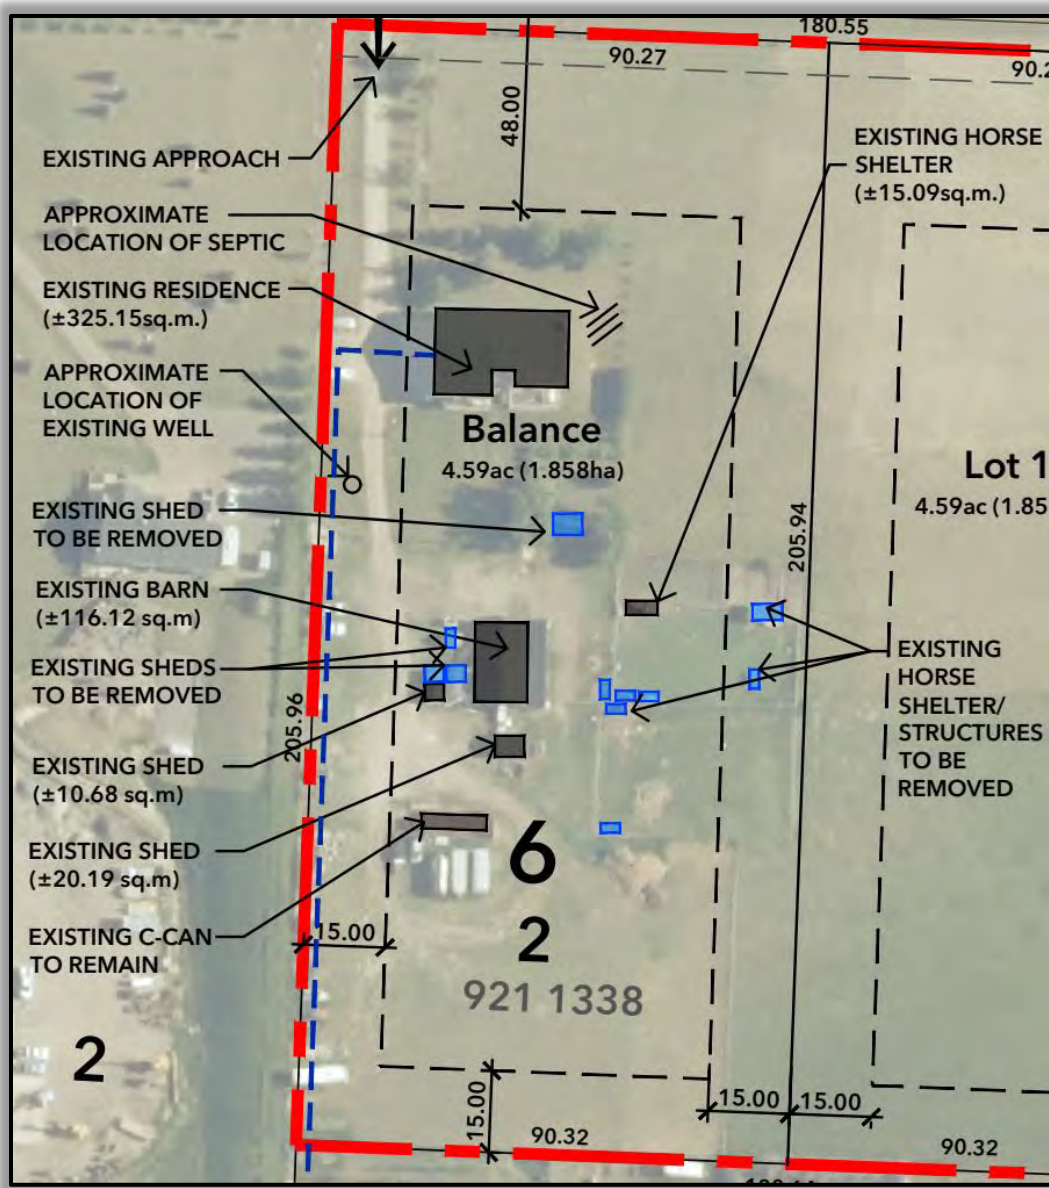 180.55
90.27
48.00
EXISTING APPROACH
EXISTING HORSE
SHELTER
(±15.09sq.m.)
APPROXIMATE
LOCATION OF SEPTIC
EXISTING RESIDENCE
(±325.15sq.m.)
APPROXIMATE
LOCATION OF
EXISTING WELL
Balance
4.59ac (1.858ha)
Lot 1
4.59ac (1.85
EXISTING SHED
TO BE REMOVED
205.94
EXISTING BARN
(±116.12 sq.m)
EXISTING SHEDS
TO BE REMOVED
EXISTING
HORSE
SHELTER/
STRUCTURES
TO BE
REMOVED
205.96
EXISTING SHED
(±10.68 sq.m)
EXISTING SHED
(±20.19 sq.m)
6
2
921 1338
EXISTING C-CAN
TO REMAIN
15.00
2
15.00
15.00
15.00
90.32
90.32